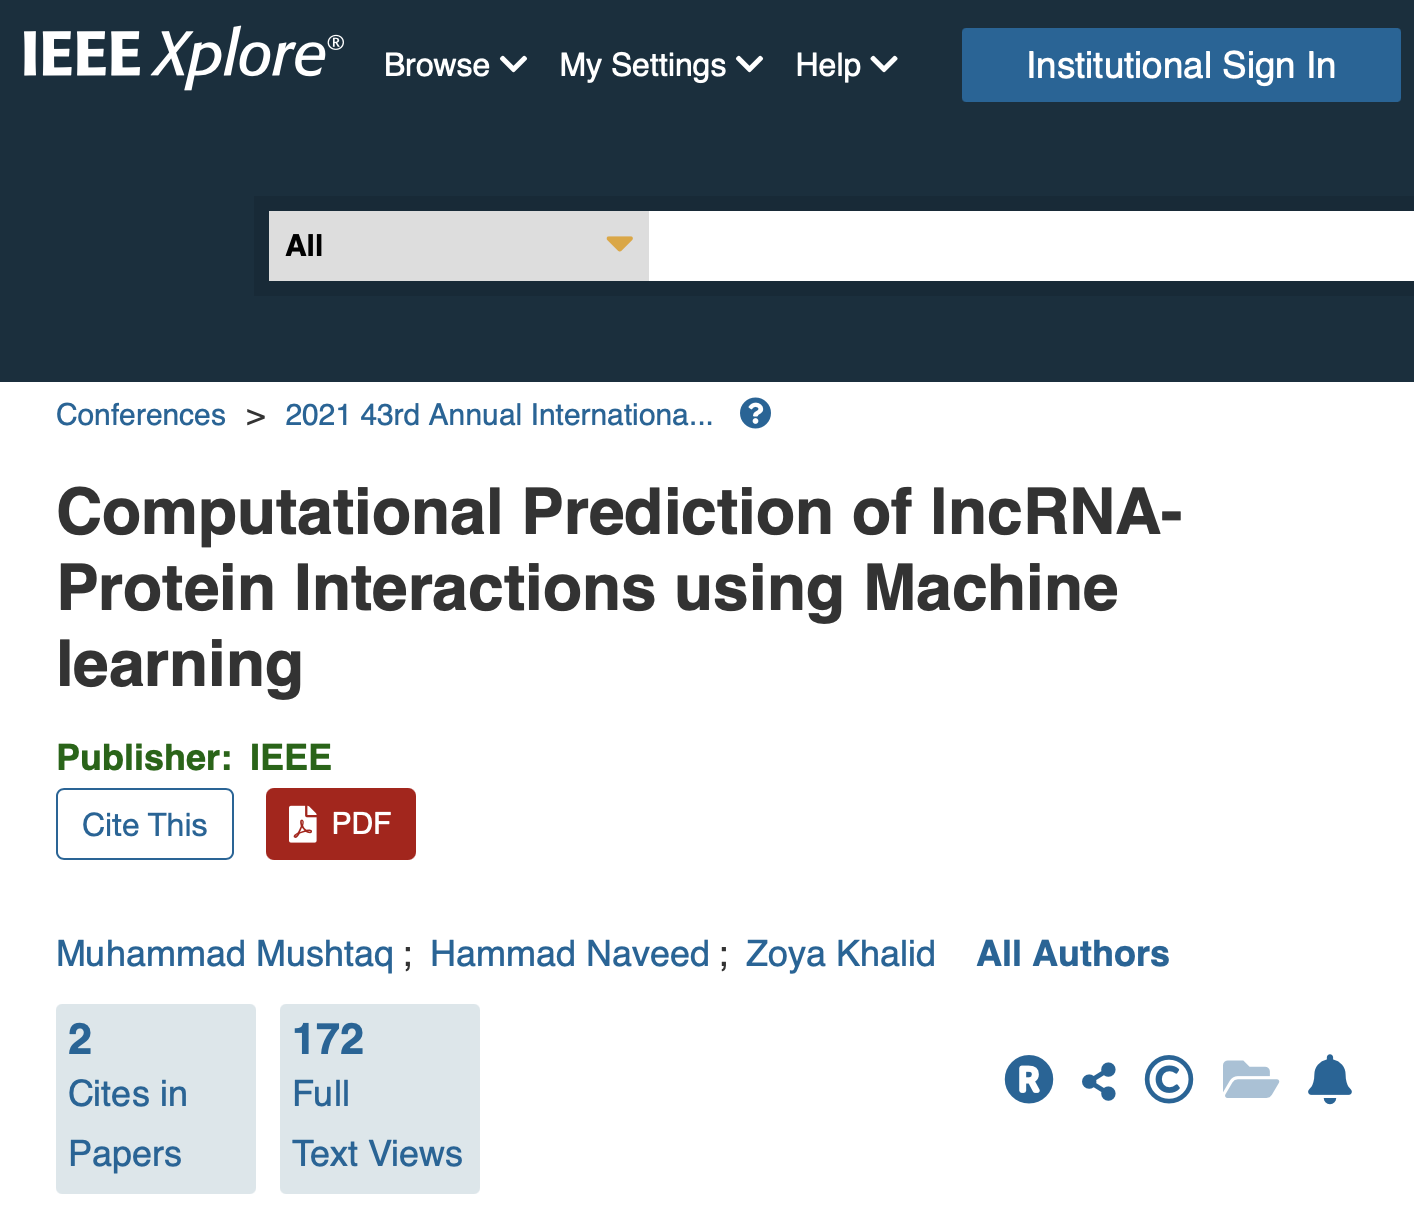 IEEE Xplore® Browse My Settings Help Institutional Sign In
All
Conferences > 2021 43rd Annual Internationa... ?
Computational Prediction of lncRNA-
Protein Interactions using Machine
learning
Publisher: IEEE
Cite This PDF
Muhammad Mushtaq ; Hammad Naveed ; Zoya Khalid All Authors
2
Cites in
Papers
172
Full
Text Views
R ©